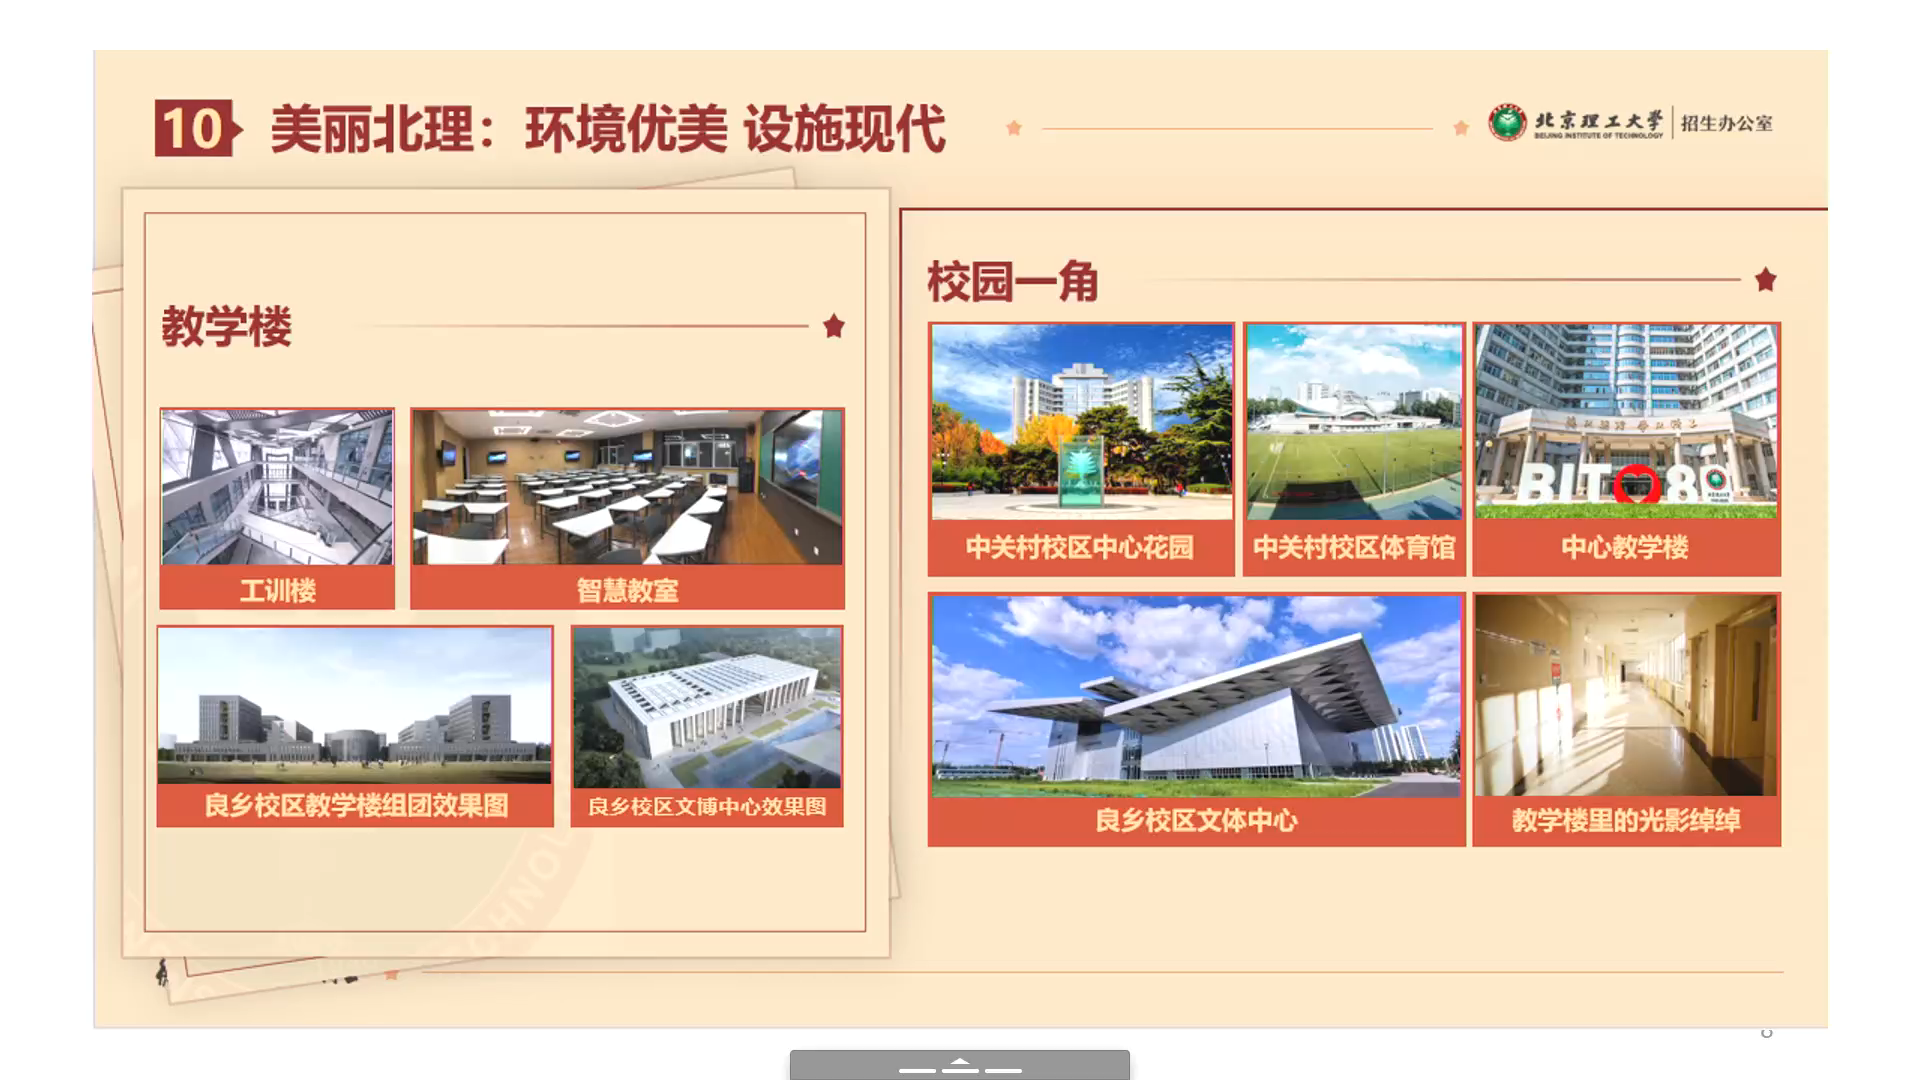 10 美丽北理：环境优美 设施现代
北京理工大学
BEIJING INSTITUTE OF TECHNOLOGY
招生办公室
教学楼
工训楼
智慧教室
良乡校区教学楼组团效果图
良乡校区文博中心效果图
校园一角
中关村校区中心花园
中关村校区体育馆
BIT 80
中心教学楼
良乡校区文体中心
教学楼里的光影绰绰